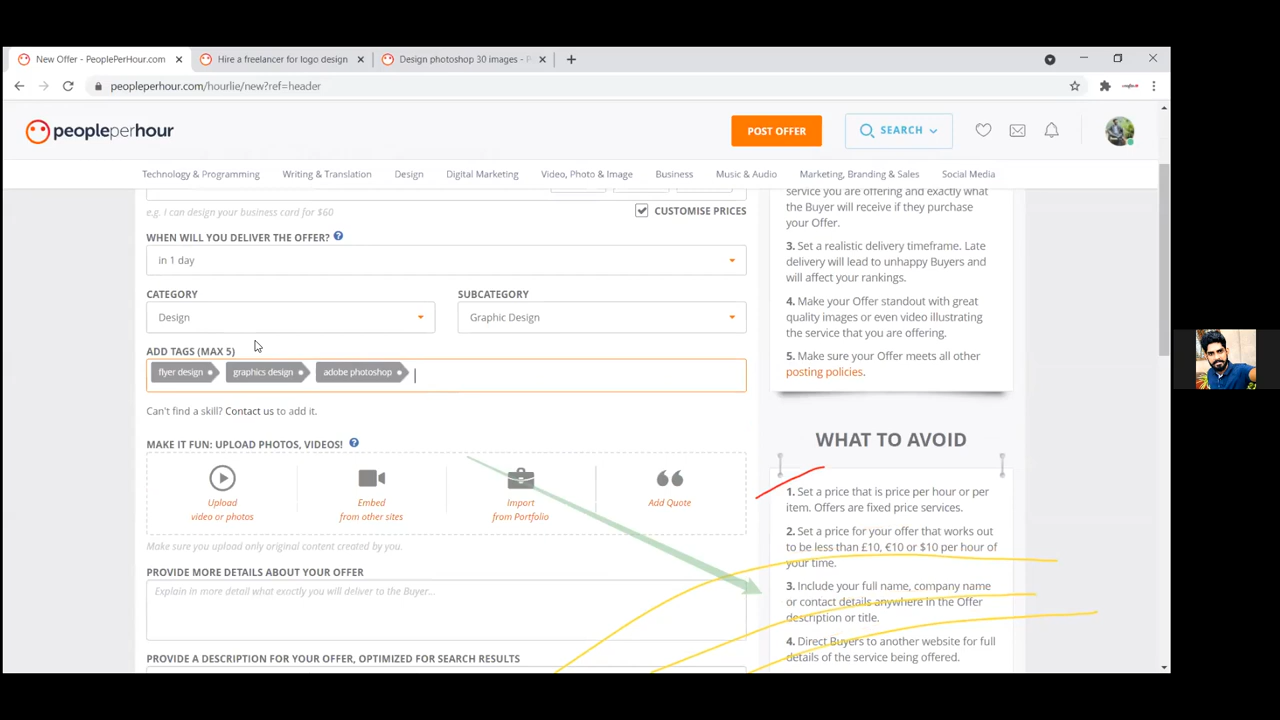 New Offer - PeoplePerHour.com
Hire a freelancer for logo design
Design photoshop 30 images - P
peopleperhour.com/hourlie/new?ref=header
peopleperhour
POST OFFER
SEARCH
Technology & Programming
Writing & Translation
Design
Digital Marketing
Video, Photo & Image
Business
Music & Audio
Marketing, Branding & Sales
Social Media
e.g. I can design your business card for $60
CUSTOMISE PRICES
WHEN WILL YOU DELIVER THE OFFER?
in 1 day
CATEGORY
SUBCATEGORY
Design
Graphic Design
ADD TAGS (MAX 5)
flyer design
graphics design
adobe photoshop
Can't find a skill? Contact us to add it.
MAKE IT FUN: UPLOAD PHOTOS, VIDEOS!
Upload
video or photos
Embed
from other sites
Import
from Portfolio
Add Quote
Make sure you upload only original content created by you.
PROVIDE MORE DETAILS ABOUT YOUR OFFER
Explain in more detail what exactly you will deliver to the Buyer...
PROVIDE A DESCRIPTION FOR YOUR OFFER, OPTIMIZED FOR SEARCH RESULTS
service you are offering and exactly what
the Buyer will receive if they purchase
your Offer.
3. Set a realistic delivery timeframe. Late
delivery will lead to unhappy Buyers and
will affect your rankings.
4. Make your Offer standout with great
quality images or even video illustrating
the service that you are offering.
5. Make sure your Offer meets all other
posting policies.
WHAT TO AVOID
1. Set a price that is price per hour or per
item. Offers are fixed price services.
2. Set a price for your offer that works out
to be less than £10, €10 or $10 per hour of
your time.
3. Include your full name, company name
or contact details anywhere in the Offer
description or title.
4. Direct Buyers to another website for full
details of the service being offered.